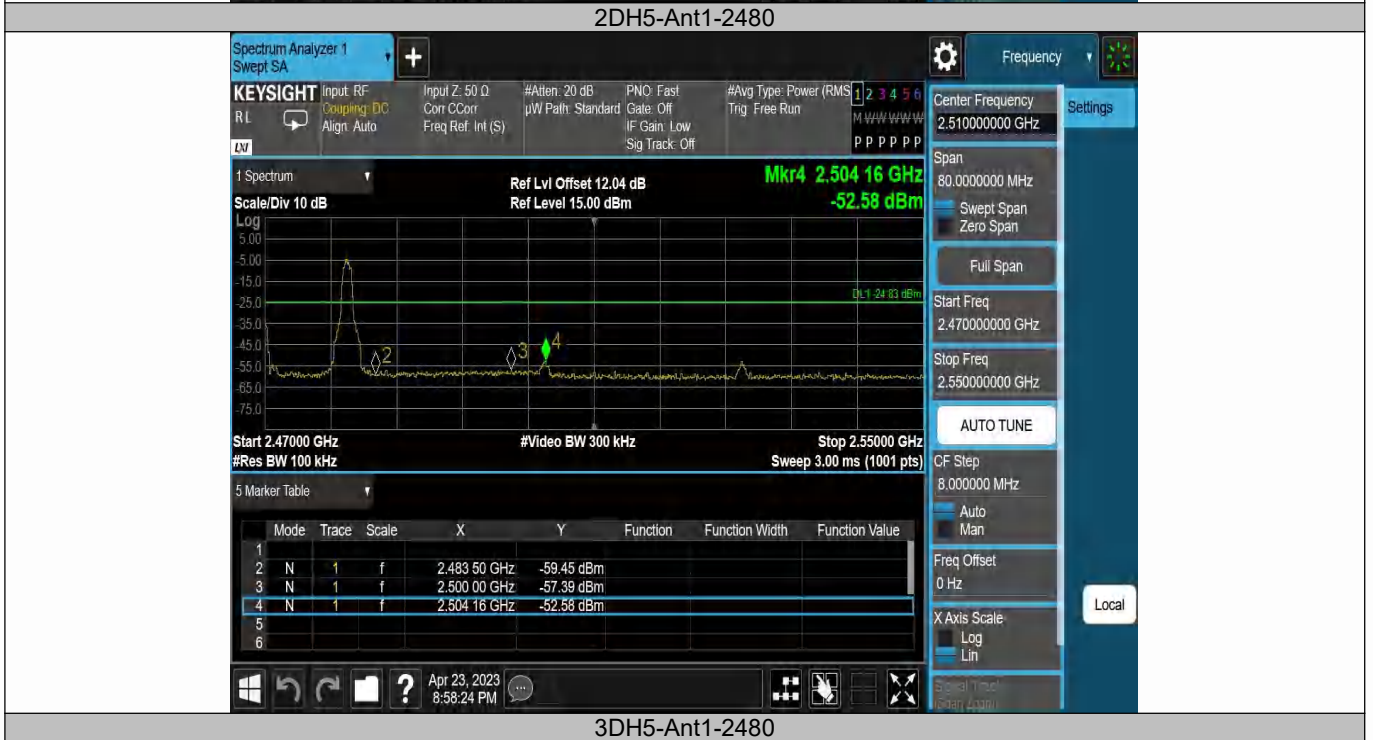 2DH5-Ant1-2480
Spectrum Analyzer 1
Swept SA
+
Frequency
KEYSIGHT
RL
LXI
Input: RF
Coupling: DC
Align: Auto
Input Z: 50 Ω
Corr CCorr
Freq Ref: Int (S)
#Atten: 20 dB
µW Path: Standard
PNO: Fast
Gate: Off
IF Gain: Low
Sig Track: Off
#Avg Type: Power (RMS
Trig: Free Run
1 2 3 4 5 6
M W W W W W
P P P P P P
Center Frequency
2.510000000 GHz
Settings
Span
80.0000000 MHz
Swept Span
Zero Span
Full Span
Start Freq
2.470000000 GHz
Stop Freq
2.550000000 GHz
AUTO TUNE
CF Step
8.000000 MHz
Auto
Man
Freq Offset
0 Hz
X Axis Scale
Log
Lin
Local
1 Spectrum
Scale/Div 10 dB
Ref Lvl Offset 12.04 dB
Ref Level 15.00 dBm
Mkr4 2.504 16 GHz
-52.58 dBm
Log
5.00
-5.00
-15.0
-25.0
-35.0
-45.0
-55.0
-65.0
-75.0
DL1 -24.83 dBm
2
3
4
Start 2.47000 GHz
#Video BW 300 kHz
Stop 2.55000 GHz
#Res BW 100 kHz
Sweep 3.00 ms (1001 pts)
5 Marker Table
Mode Trace Scale X Y Function Function Width Function Value
1
2 N 1 f 2.483 50 GHz -59.45 dBm
3 N 1 f 2.500 00 GHz -57.39 dBm
4 N 1 f 2.504 16 GHz -52.58 dBm
5
6
?
Apr 23, 2023
8:58:24 PM
3DH5-Ant1-2480